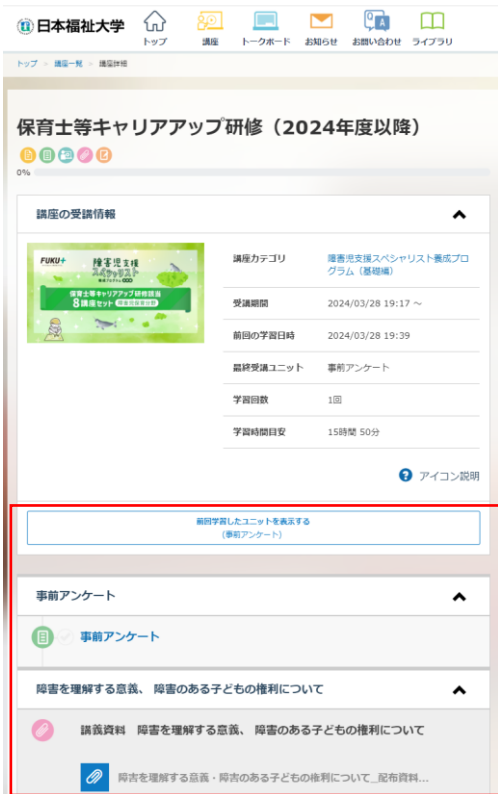 日本福祉大学
トップ
講座
トークボード
お知らせ
お問い合わせ
ライブラリ
トップ > 講座一覧 > 講座詳細
保育士等キャリアアップ研修（2024年度以降）
0%
講座の受講情報
FUKU+
障害児支援
スペシャリスト
保育士等キャリアアップ研修該当
8講座セット 障害児保育分野
講座カテゴリ
障害児支援スペシャリスト養成プロ
グラム（基礎編）
受講期間
2024/03/28 19:17 ～
前回の学習日時
2024/03/28 19:39
最終受講ユニット
事前アンケート
学習回数
1回
学習時間目安
15時間 50分
? アイコン説明
前回学習したユニットを表示する
(事前アンケート)
事前アンケート
事前アンケート
障害を理解する意義、 障害のある子どもの権利について
講義資料　障害を理解する意義、 障害のある子どもの権利について
障害を理解する意義・障害のある子どもの権利について_配布資料...